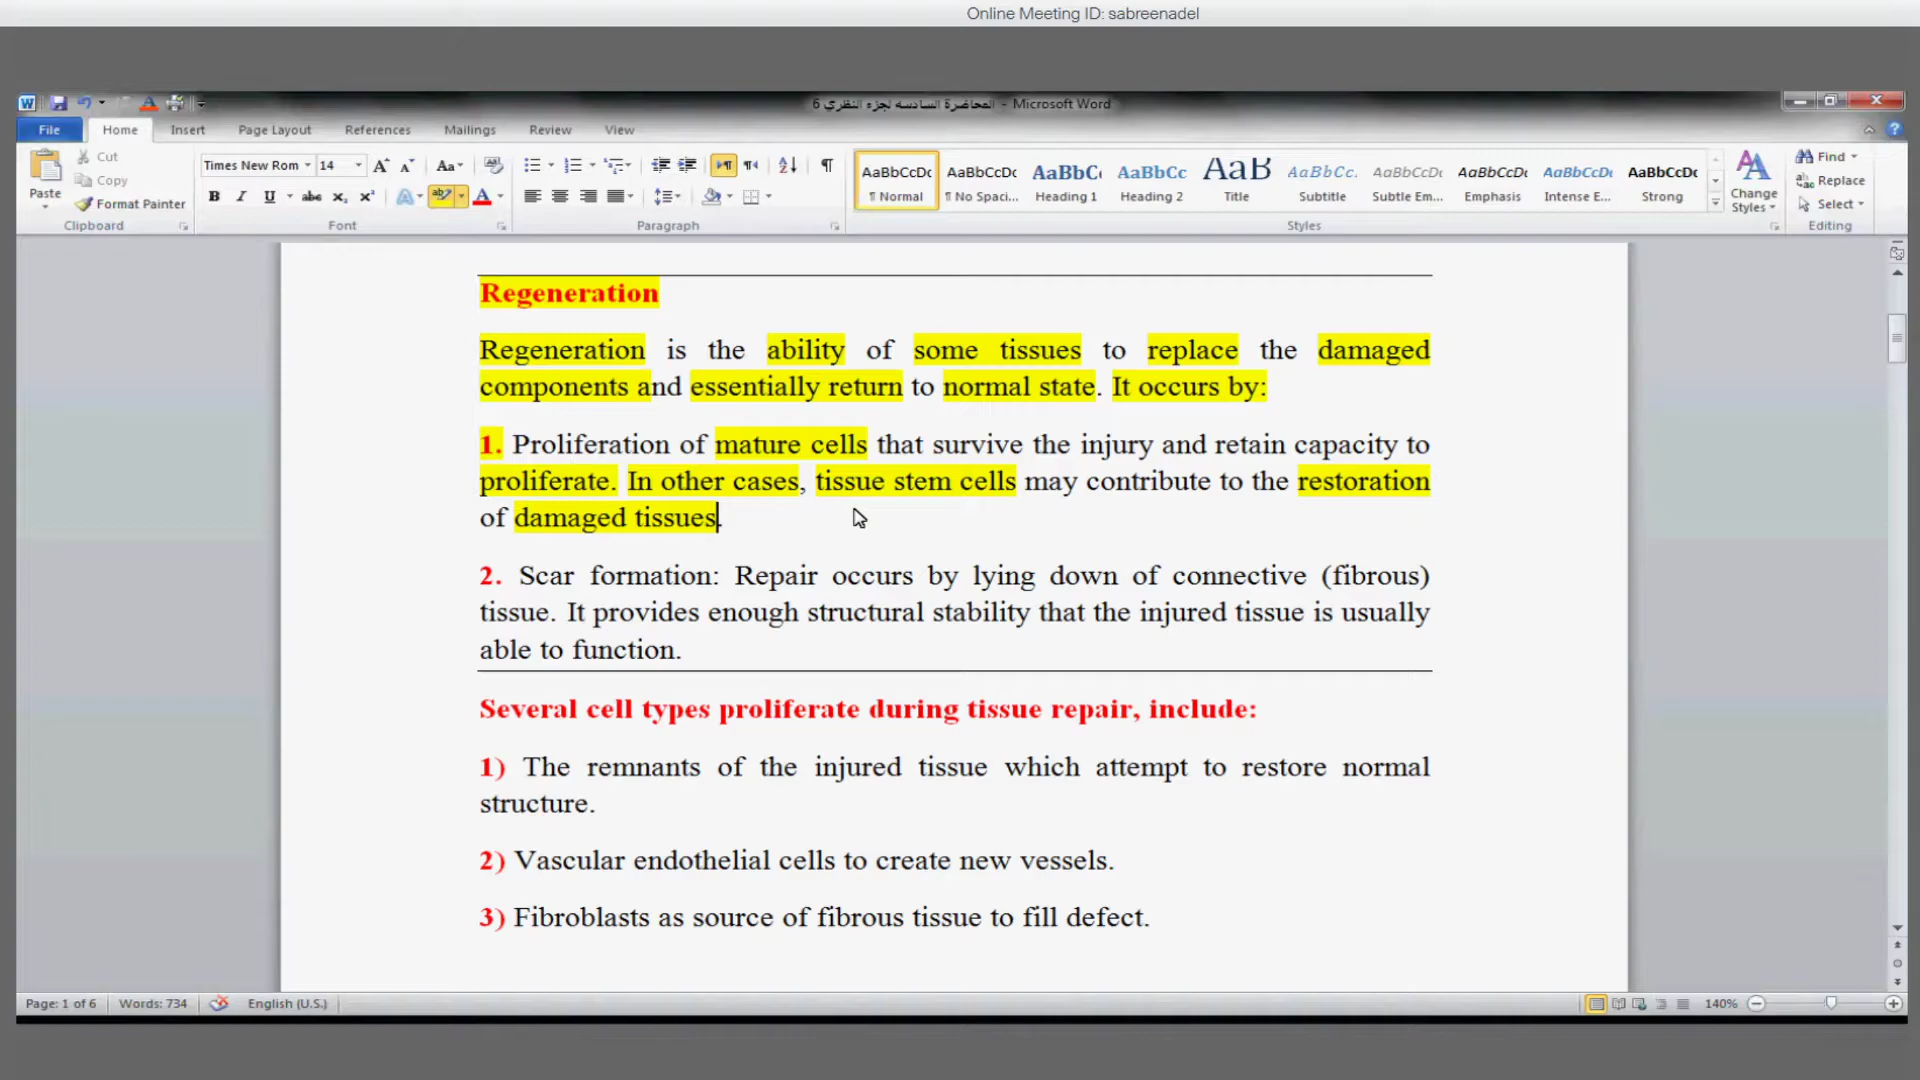 Online Meeting ID: sabreenadel
المحاضرة السادسه لجزء النظري 6 - Microsoft Word
File Home Insert Page Layout References Mailings Review View
Cut
Copy
Format Painter
Paste
Clipboard
Times New Rom 14
Font
Paragraph
AaBbCcDc AaBbCcDc AaBbC AaBbCc AaB AaBbCc. AaBbCcDc AaBbCcDc AaBbCcDc AaBbCcDc
¶ Normal ¶ No Spaci... Heading 1 Heading 2 Title Subtitle Subtle Em... Emphasis Intense E... Strong
Change
Styles
Styles
Find
Replace
Select
Editing
Regeneration
Regeneration is the ability of some tissues to replace the damaged
components and essentially return to normal state. It occurs by:
1. Proliferation of mature cells that survive the injury and retain capacity to
proliferate. In other cases, tissue stem cells may contribute to the restoration
of damaged tissues.
2. Scar formation: Repair occurs by lying down of connective (fibrous)
tissue. It provides enough structural stability that the injured tissue is usually
able to function.
Several cell types proliferate during tissue repair, include:
1) The remnants of the injured tissue which attempt to restore normal
structure.
2) Vascular endothelial cells to create new vessels.
3) Fibroblasts as source of fibrous tissue to fill defect.
Page: 1 of 6 Words: 734 English (U.S.) 140%